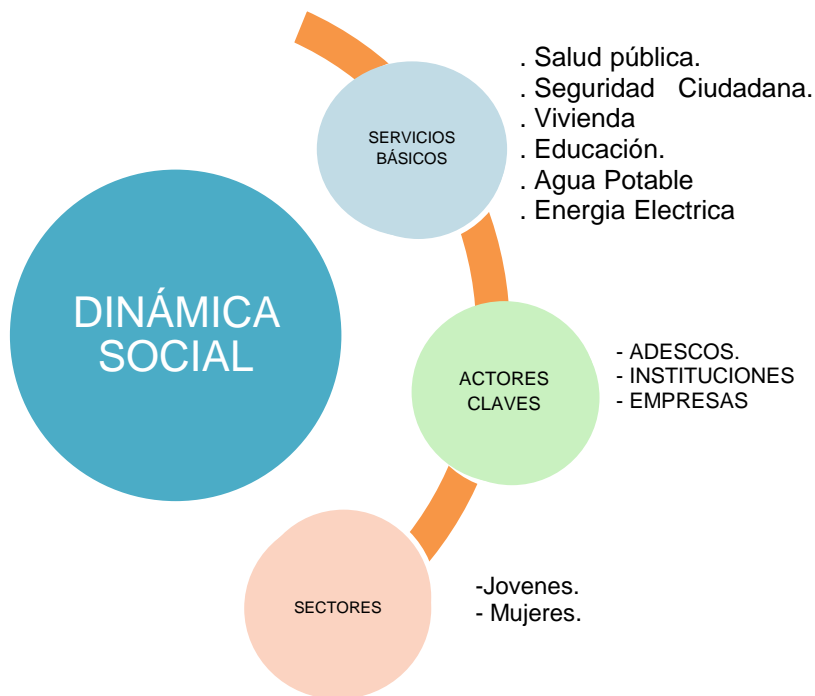 DINÁMICA
SOCIAL
SERVICIOS
BÁSICOS
. Salud pública.
. Seguridad Ciudadana.
. Vivienda
. Educación.
. Agua Potable
. Energia Electrica
ACTORES
CLAVES
- ADESCOS.
- INSTITUCIONES
- EMPRESAS
SECTORES
-Jovenes.
- Mujeres.